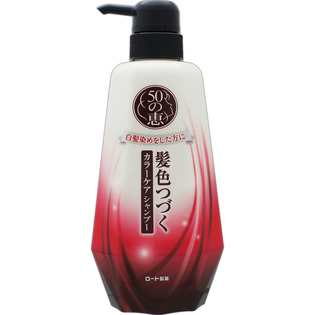 50の恵
白髪染めをした方に
髪色つづく
カラーケア シャンプー
ロート製薬